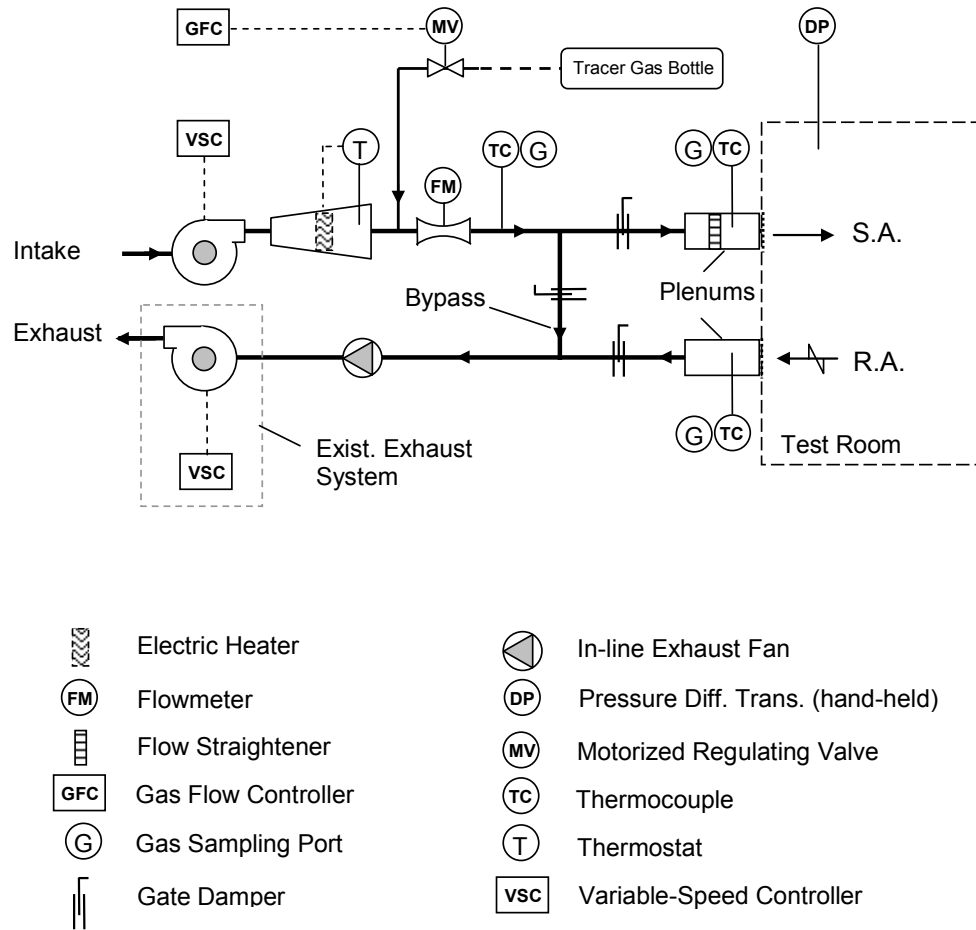 GFC
MV
DP
Tracer Gas Bottle
VSC
T
TC G
G TC
FM
Intake
S.A.
Bypass
Plenums
Exhaust
R.A.
G TC
Test Room
VSC
Exist. Exhaust
System
Electric Heater
In-line Exhaust Fan
FM Flowmeter
DP Pressure Diff. Trans. (hand-held)
Flow Straightener
MV Motorized Regulating Valve
GFC Gas Flow Controller
TC Thermocouple
G Gas Sampling Port
T Thermostat
Gate Damper
VSC Variable-Speed Controller